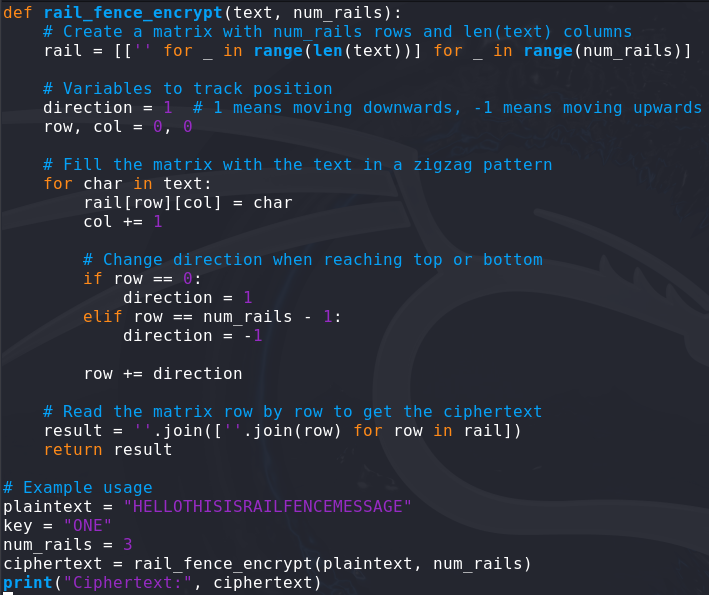 def rail_fence_encrypt(text, num_rails):
    # Create a matrix with num_rails rows and len(text) columns
    rail = [['' for _ in range(len(text))] for _ in range(num_rails)]

    # Variables to track position
    direction = 1  # 1 means moving downwards, -1 means moving upwards
    row, col = 0, 0

    # Fill the matrix with the text in a zigzag pattern
    for char in text:
        rail[row][col] = char
        col += 1

        # Change direction when reaching top or bottom
        if row == 0:
            direction = 1
        elif row == num_rails - 1:
            direction = -1

        row += direction

    # Read the matrix row by row to get the ciphertext
    result = ''.join([''.join(row) for row in rail])
    return result

# Example usage
plaintext = "HELLOTHISISRAILFENCEMESSAGE"
key = "ONE"
num_rails = 3
ciphertext = rail_fence_encrypt(plaintext, num_rails)
print("Ciphertext:", ciphertext)